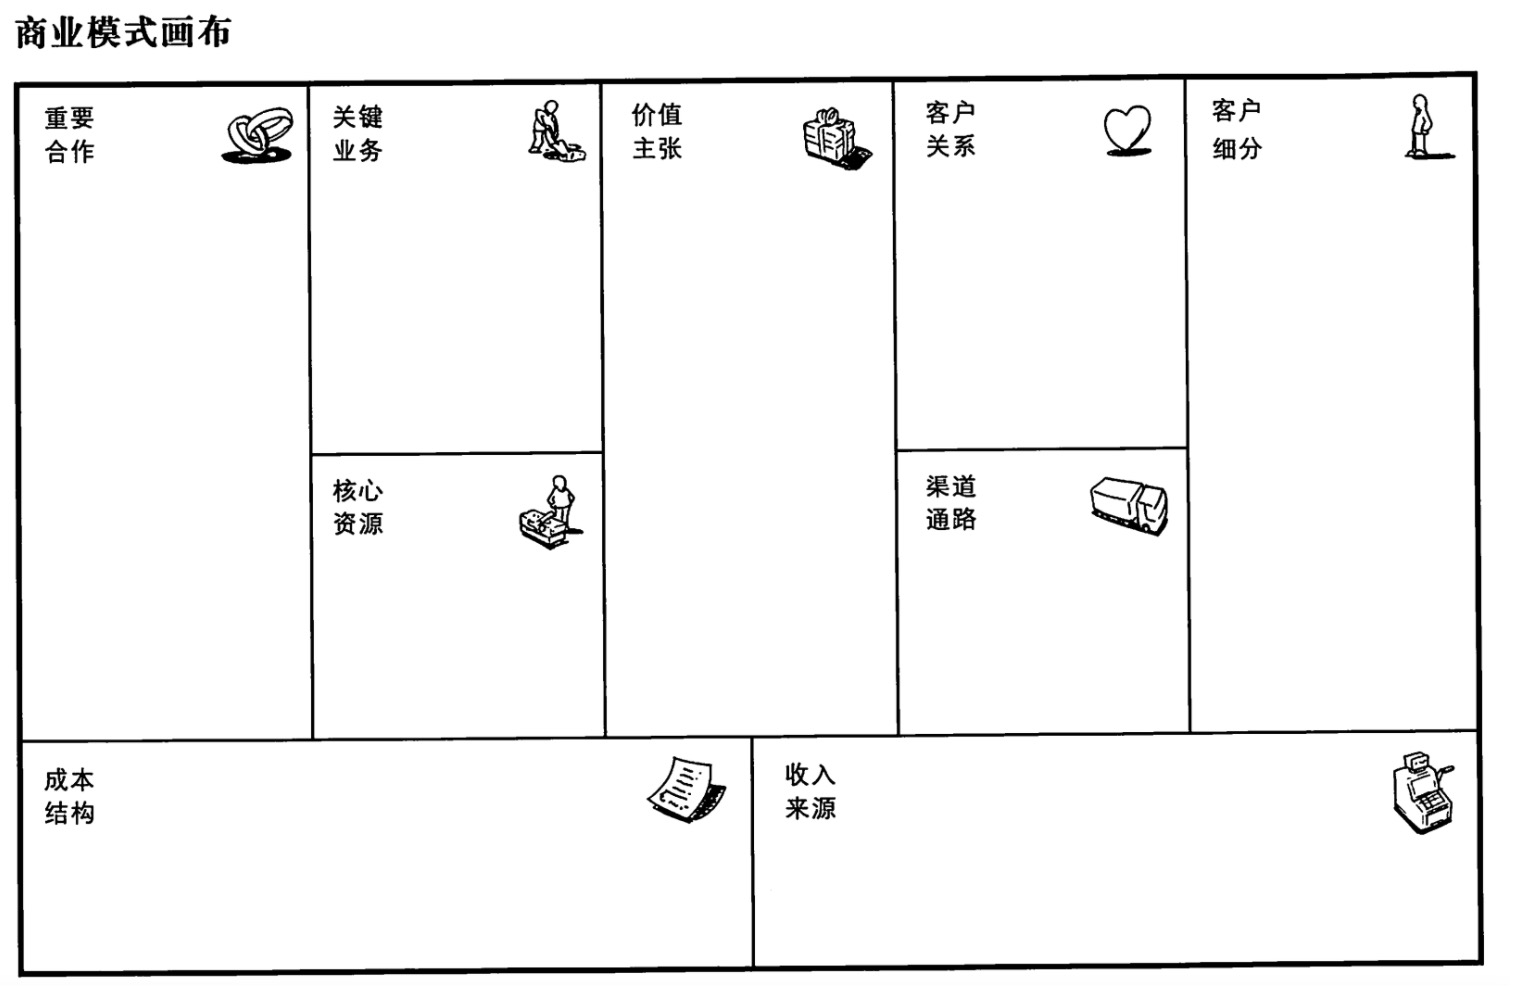 商业模式画布
重要
合作
关键
业务
价值
主张
客户
关系
客户
细分
核心
资源
渠道
通路
成本
结构
收入
来源